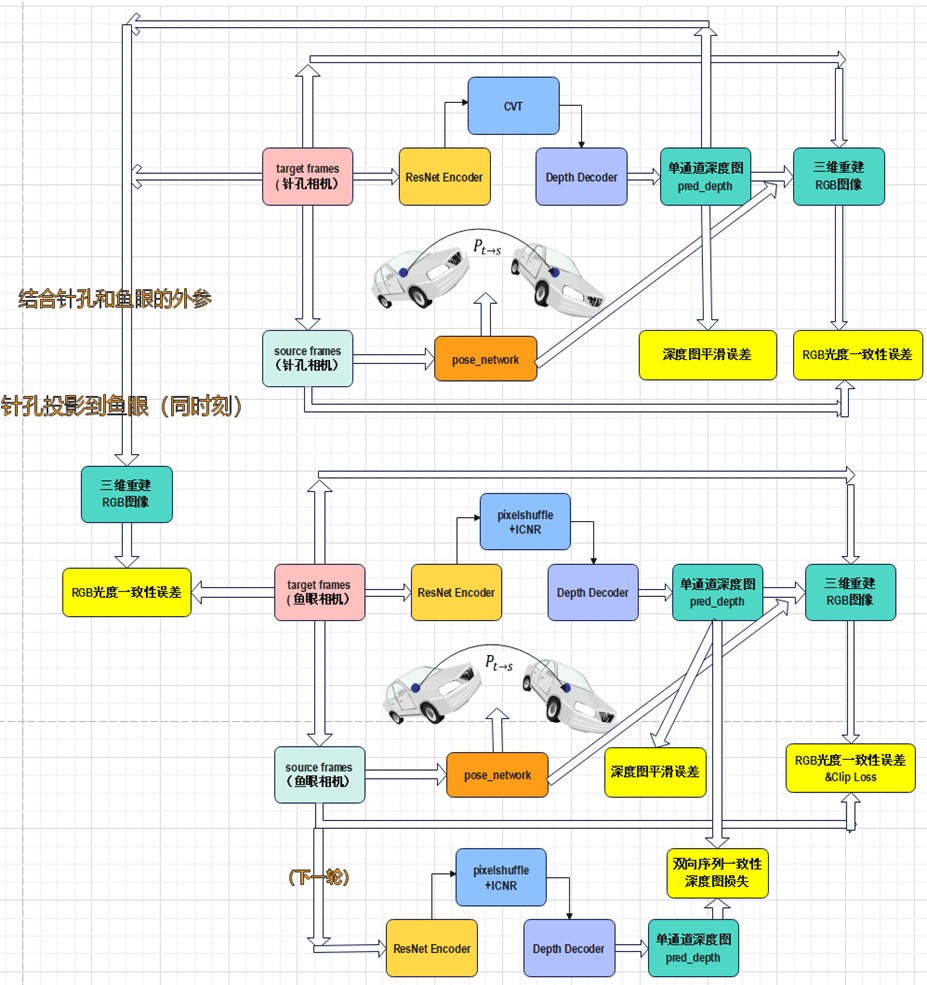 CVT
target frames
(针孔相机)
ResNet Encoder
Depth Decoder
单通道深度图
pred_depth
三维重建
RGB图像
P_{t→s}
结合针孔和鱼眼的外参
source frames
(针孔相机)
pose_network
深度图平滑误差
RGB光度一致性误差
针孔投影到鱼眼（同时刻）
三维重建
RGB图像
pixelshuffle
+ICNR
RGB光度一致性误差
target frames
(鱼眼相机)
ResNet Encoder
Depth Decoder
单通道深度图
pred_depth
三维重建
RGB图像
P_{t→s}
source frames
(鱼眼相机)
pose_network
深度图平滑误差
RGB光度一致性误差
&Clip Loss
(下一轮)
pixelshuffle
+ICNR
双向序列一致性
深度图损失
ResNet Encoder
Depth Decoder
单通道深度图
pred_depth